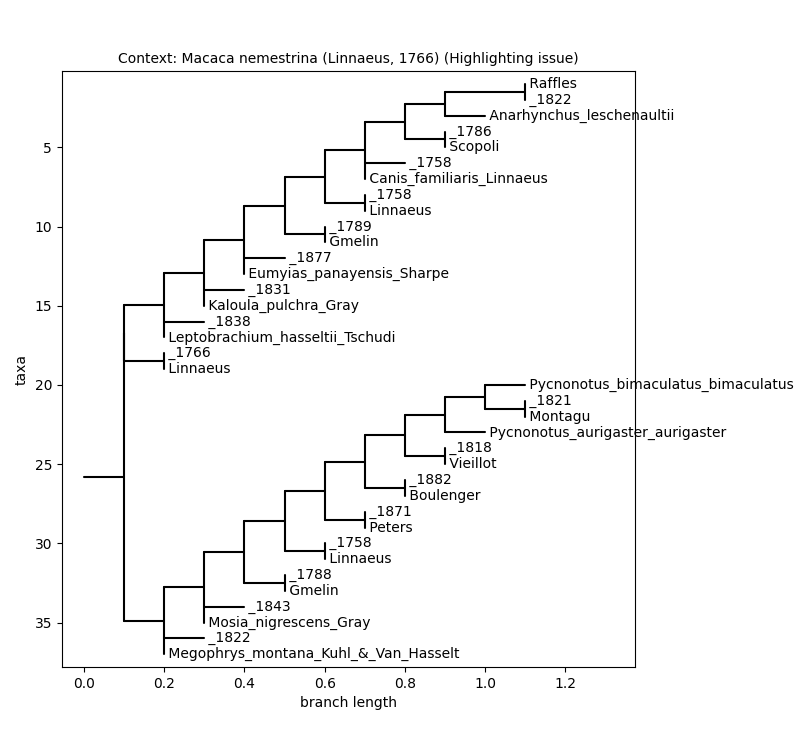 Context: Macaca nemestrina (Linnaeus, 1766) (Highlighting issue)
Raffles
_1822
Anarhynchus_leschenaultii
_1786
5
Scopoli
_1758
Canis_familiaris_Linnaeus
_1758
Linnaeus
10
_1789
Gmelin
_1877
Eumyias_panayensis_Sharpe
_1831
15
Kaloula_pulchra_Gray
_1838
Leptobrachium_hasseltii_Tschudi
_1766
Linnaeus
taxa
20
Pycnonotus_bimaculatus_bimaculatus
_1821
Montagu
Pycnonotus_aurigaster_aurigaster
_1818
25
Vieillot
_1882
Boulenger
_1871
Peters
30
_1758
Linnaeus
_1788
Gmelin
_1843
35
Mosia_nigrescens_Gray
_1822
Megophrys_montana_Kuhl_&_Van_Hasselt
0.0 0.2 0.4 0.6 0.8 1.0 1.2
branch length